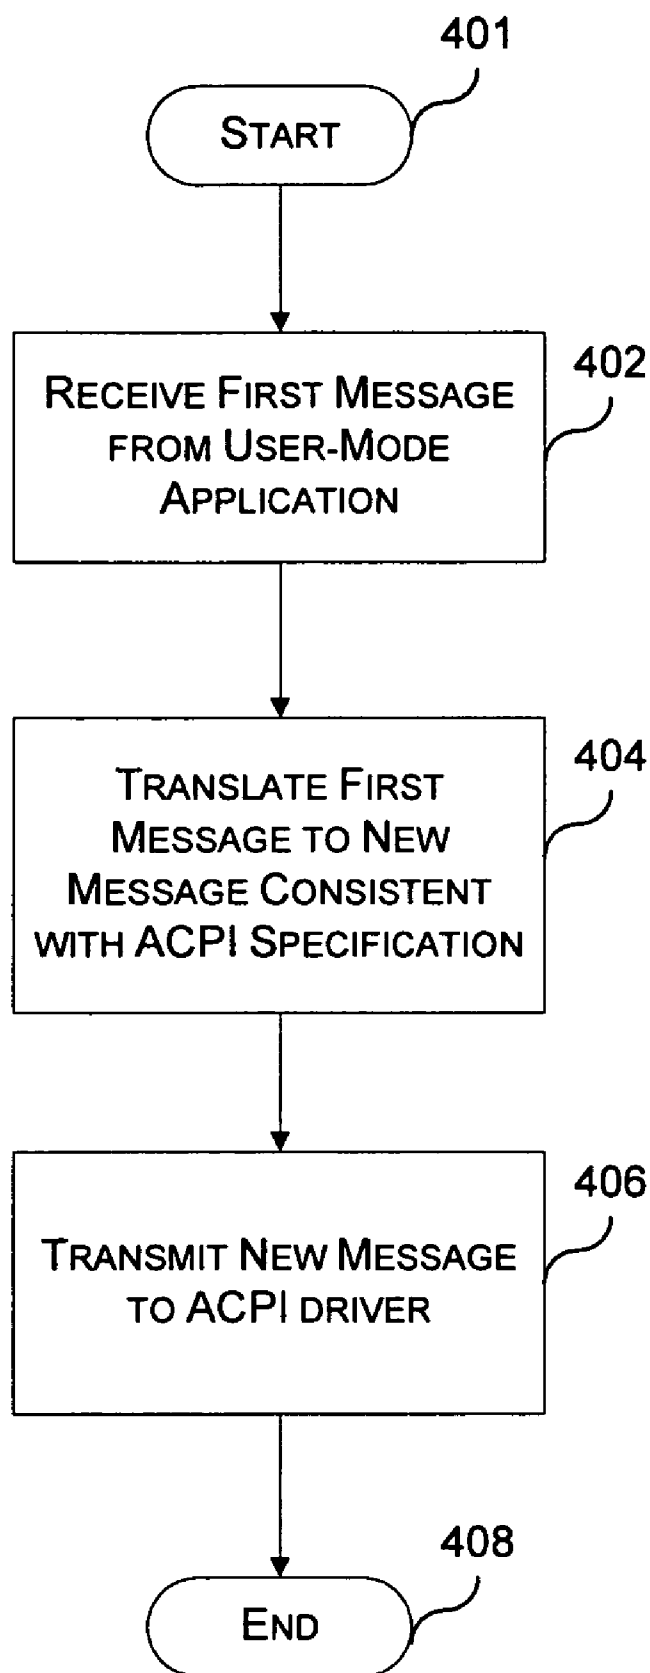 401
START
402
RECEIVE FIRST MESSAGE
FROM USER-MODE
APPLICATION
404
TRANSLATE FIRST
MESSAGE TO NEW
MESSAGE CONSISTENT
WITH ACPI SPECIFICATION
406
TRANSMIT NEW MESSAGE
TO ACPI DRIVER
408
END